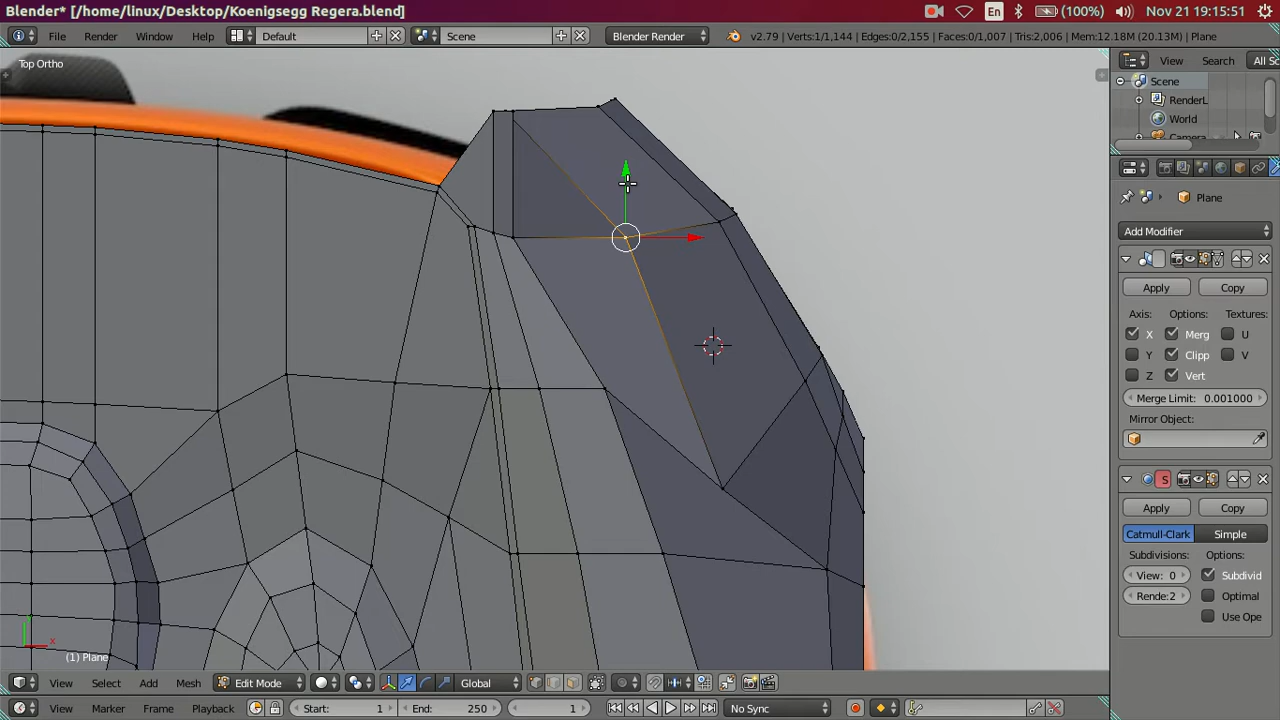 Blender* [/home/linux/Desktop/Koenigsegg Regera.blend]
En (100%) Nov 21 19:15:51
File Render Window Help Default Scene Blender Render v2.79 | Verts:1/1,144 | Edges:0/2,155 | Faces:0/1,007 | Tris:2,006 | Mem:12.18M (20.13M) | Plane
Top Ortho
View Search All S
Scene
RenderL
World
Camera
Plane
Add Modifier
Apply Copy
Axis: Options: Textures:
X Merg U
Y Clipp V
Z Vert
Merge Limit: 0.001000
Mirror Object:
S
Apply Copy
Catmull-Clark Simple
Subdivisions: Options:
View: 0 Subdivid
Rende:2 Optimal
Use Ope
y
x
(1) Plane
View Select Add Mesh Edit Mode Global
View Marker Frame Playback Start: 1 End: 250 1 No Sync